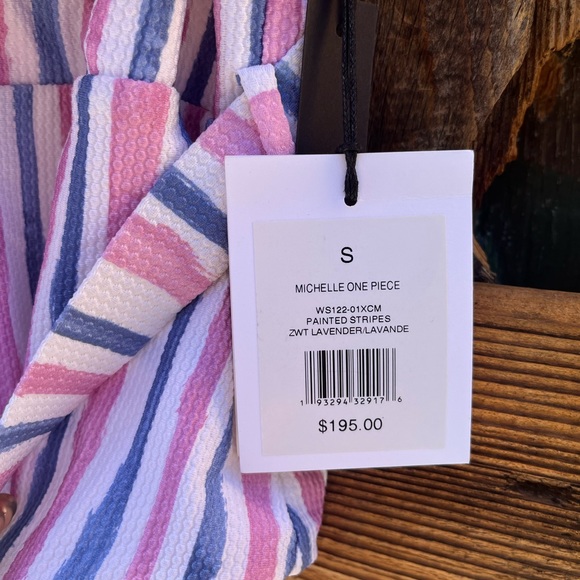 S
MICHELLE ONE PIECE
WS122-01XCM
PAINTED STRIPES
ZWT LAVENDER/LAVANDE
1 93294 32917 6
$195.00